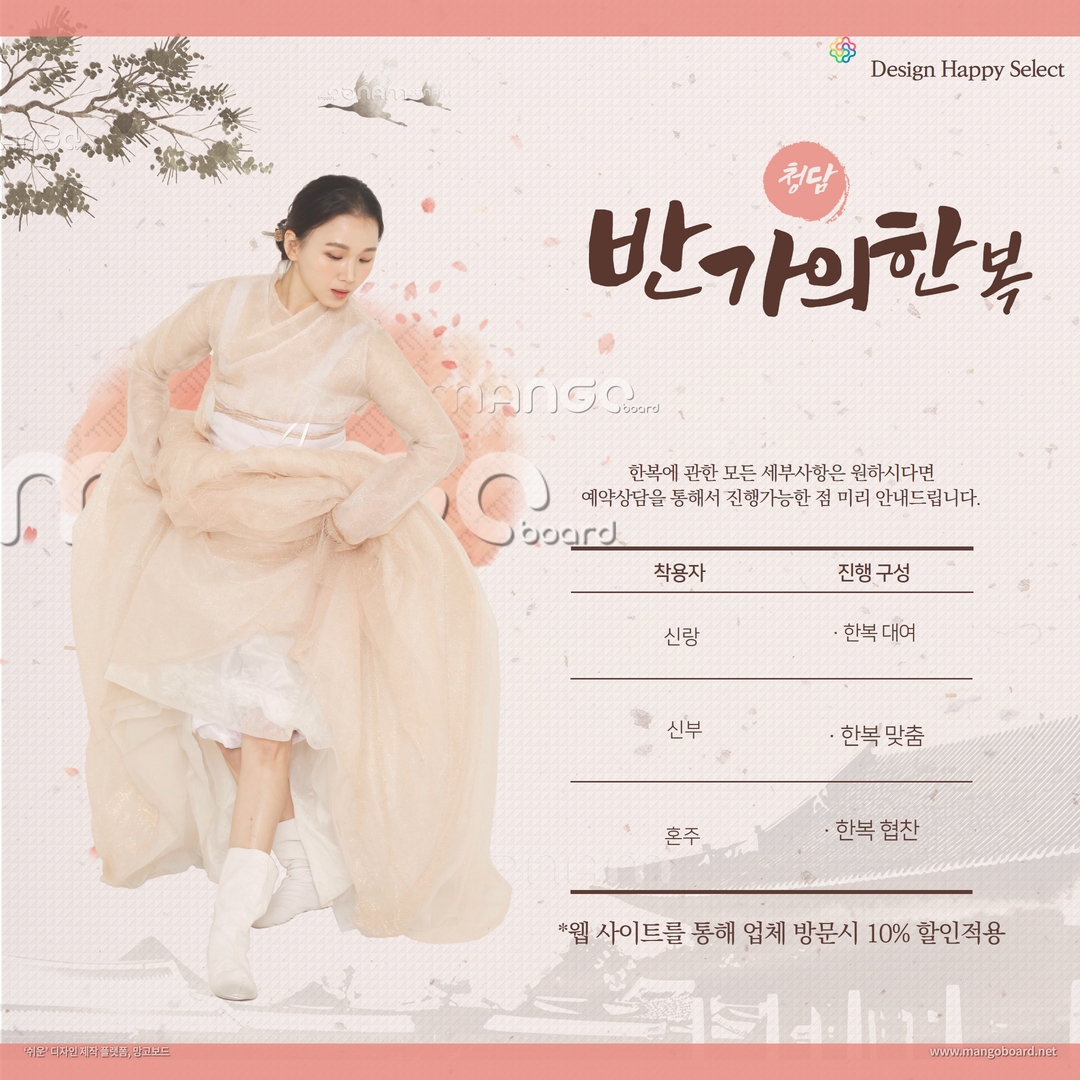 Design Happy Select
청담
반가의한복
MANGO board
MANGO board
한복에 관한 모든 세부사항은 원하시다면
예약상담을 통해서 진행가능한 점 미리 안내드립니다.
착용자 진행 구성
신랑 · 한복 대여
신부 · 한복 맞춤
혼주 · 한복 협찬
*웹 사이트를 통해 업체 방문시 10% 할인적용
'쉬운' 디자인 제작 플랫폼, 망고보드 www.mangoboard.net